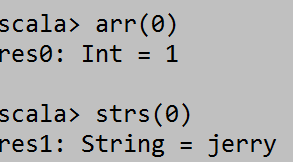 scala> arr(0)
res0: Int = 1
scala> strs(0)
res1: String = jerry